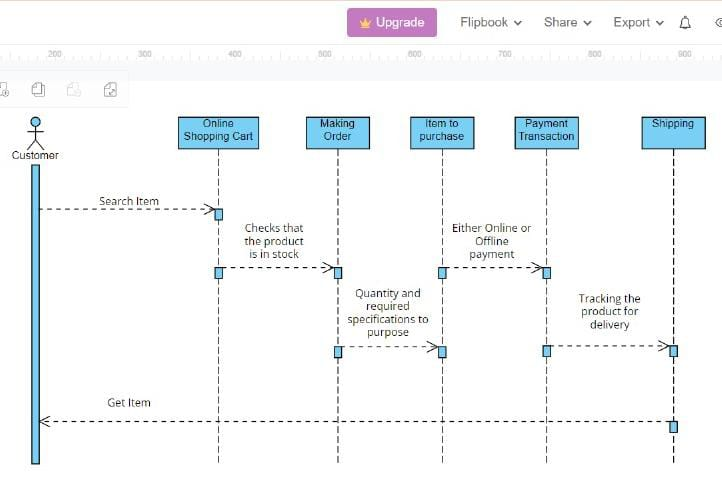 Upgrade
Flipbook
Share
Export
200
300
400
500
600
700
800
900
Customer
Online
Shopping Cart
Making
Order
Item to
purchase
Payment
Transaction
Shipping
Search Item
Checks that
the product
is in stock
Either Online or
Offline
payment
Quantity and
required
specifications to
purpose
Tracking the
product for
delivery
Get Item